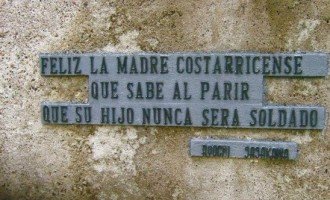 FELIZ LA MADRE COSTARRICENSE
QUE SABE AL PARIR
QUE SU HIJO NUNCA SERA SOLDADO